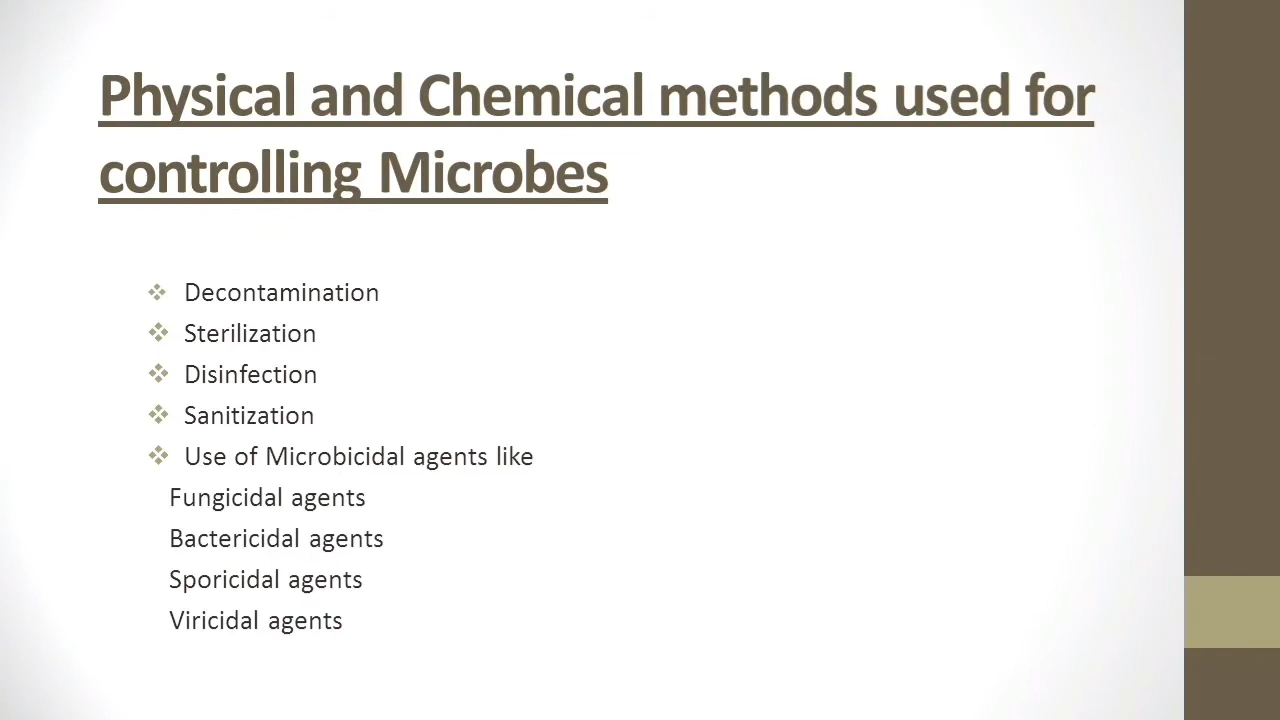 Physical and Chemical methods used for
controlling Microbes
Decontamination
Sterilization
Disinfection
Sanitization
Use of Microbicidal agents like
Fungicidal agents
Bactericidal agents
Sporicidal agents
Viricidal agents